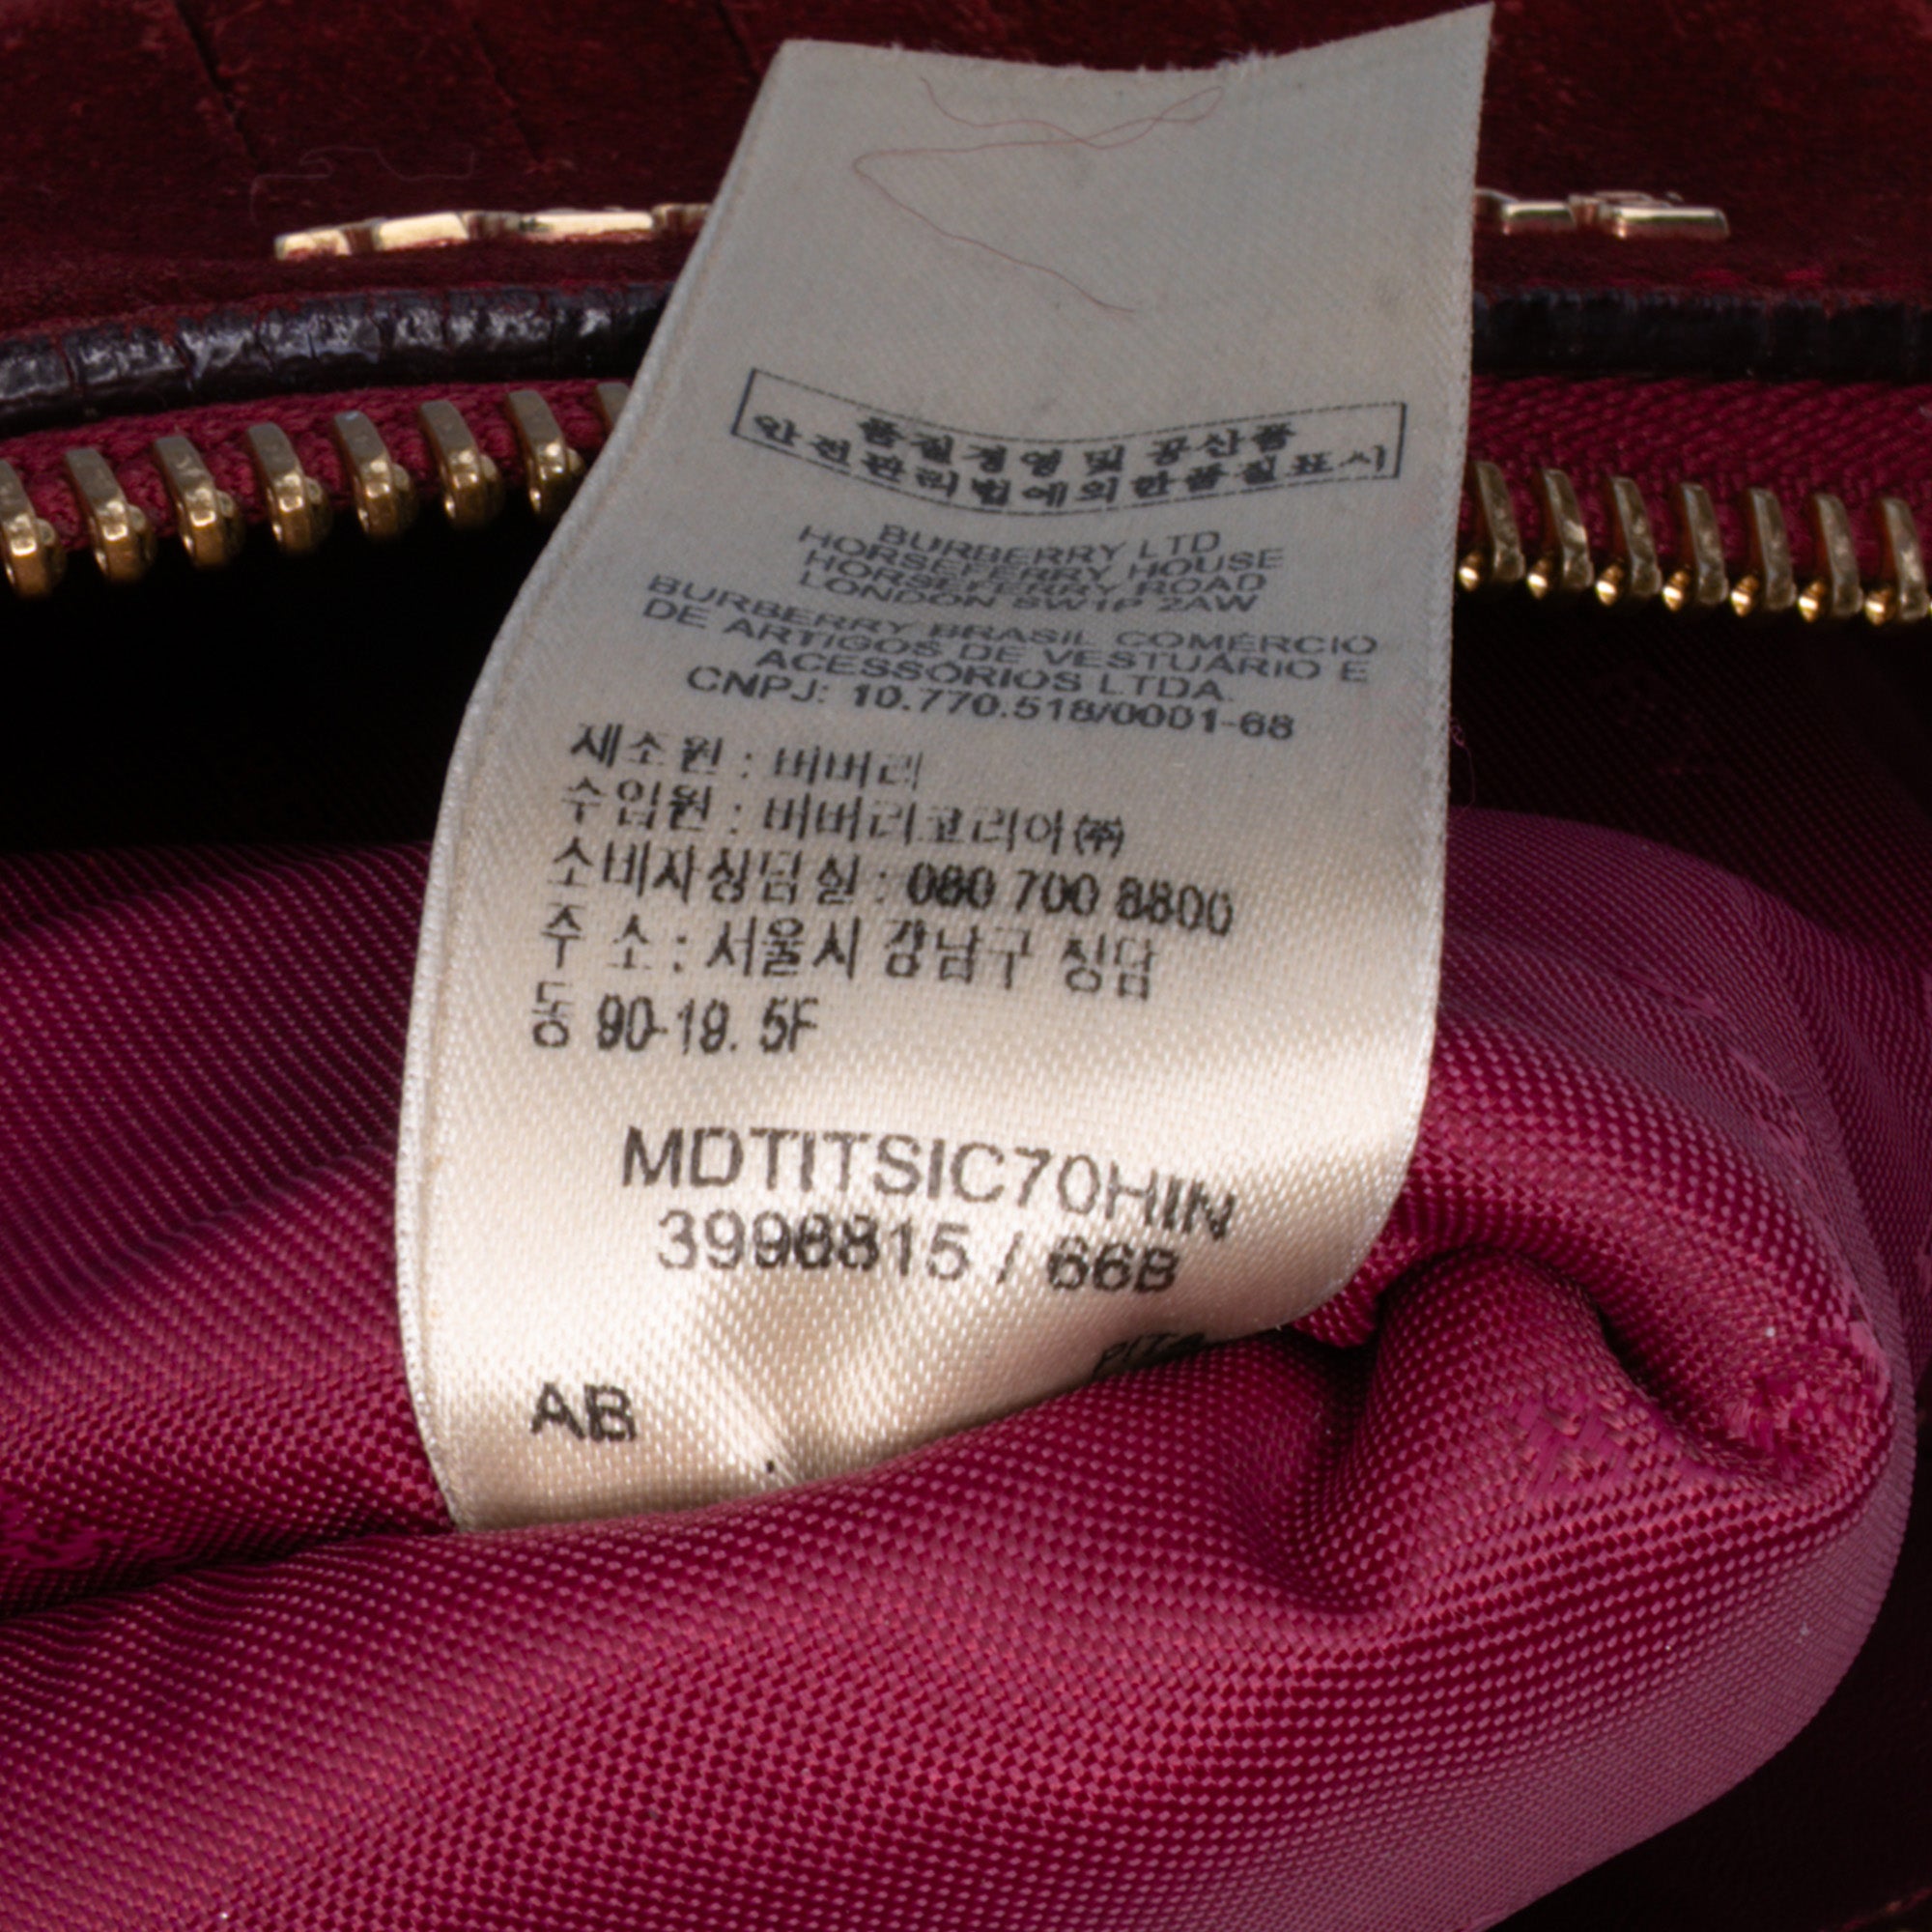 품질경영 및 공산품
안전관리법에의한품질표시
BURBERRY LTD
HORSEFERRY HOUSE
HORSEFERRY ROAD
LONDON SW1P 2AW
BURBERRY BRASIL COMÉRCIO
DE ARTIGOS DE VESTUÁRIO E
ACESSÓRIOS LTDA.
CNPJ: 10.770.518/0001-68
제조원 : 버버리
수입원 : 버버리코리아(주)
소비자상담실 : 080 700 8800
주 소 : 서울시 강남구 청담
동 90-19. 5F
MDTITSIC70HIN
3996815 / 66B
AB